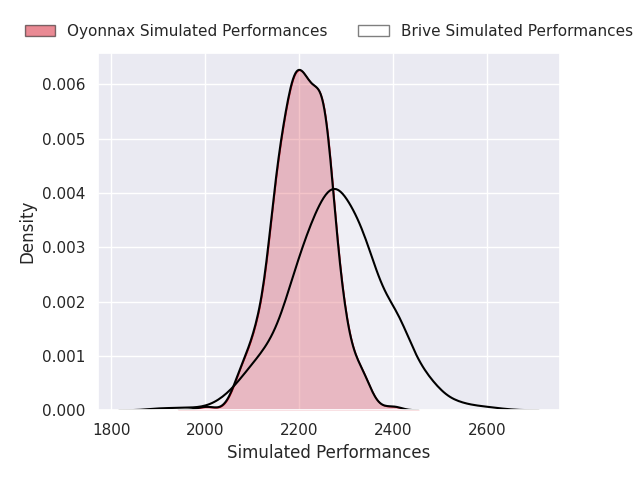 Oyonnax Simulated Performances
Brive Simulated Performances
0.006
0.005
0.004
0.003
0.002
0.001
0.000
Density
1800 2000 2200 2400 2600
Simulated Performances